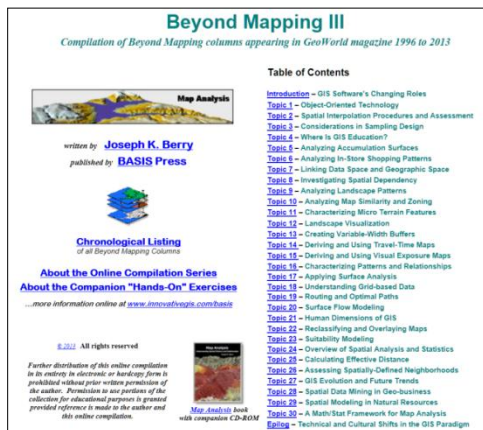 Beyond Mapping III
Compilation of Beyond Mapping columns appearing in GeoWorld magazine 1996 to 2013
Map Analysis
written by Joseph K. Berry
published by BASIS Press
Chronological Listing
of all Beyond Mapping Columns
About the Online Compilation Series
About the Companion "Hands-On" Exercises
...more information online at www.innovativegis.com/basis
© 2013 All rights reserved
Further distribution of this online compilation
in its entirety in electronic or hardcopy form is
prohibited without prior written permission of
the author. Permission to use portions of the
collection for educational purposes is granted
provided reference is made to the author and
this online compilation.
Map Analysis
Map Analysis book
with companion CD-ROM
Table of Contents
Introduction – GIS Software's Changing Roles
Topic 1 – Object-Oriented Technology
Topic 2 – Spatial Interpolation Procedures and Assessment
Topic 3 – Considerations in Sampling Design
Topic 4 – Where Is GIS Education?
Topic 5 – Analyzing Accumulation Surfaces
Topic 6 – Analyzing In-Store Shopping Patterns
Topic 7 – Linking Data Space and Geographic Space
Topic 8 – Investigating Spatial Dependency
Topic 9 – Analyzing Landscape Patterns
Topic 10 – Analyzing Map Similarity and Zoning
Topic 11 – Characterizing Micro Terrain Features
Topic 12 – Landscape Visualization
Topic 13 – Creating Variable-Width Buffers
Topic 14 – Deriving and Using Travel-Time Maps
Topic 15 – Deriving and Using Visual Exposure Maps
Topic 16 – Characterizing Patterns and Relationships
Topic 17 – Applying Surface Analysis
Topic 18 – Understanding Grid-based Data
Topic 19 – Routing and Optimal Paths
Topic 20 – Surface Flow Modeling
Topic 21 – Human Dimensions of GIS
Topic 22 – Reclassifying and Overlaying Maps
Topic 23 – Suitability Modeling
Topic 24 – Overview of Spatial Analysis and Statistics
Topic 25 – Calculating Effective Distance
Topic 26 – Assessing Spatially-Defined Neighborhoods
Topic 27 – GIS Evolution and Future Trends
Topic 28 – Spatial Data Mining in Geo-business
Topic 29 – Spatial Modeling in Natural Resources
Topic 30 – A Math/Stat Framework for Map Analysis
Epilog – Technical and Cultural Shifts in the GIS Paradigm